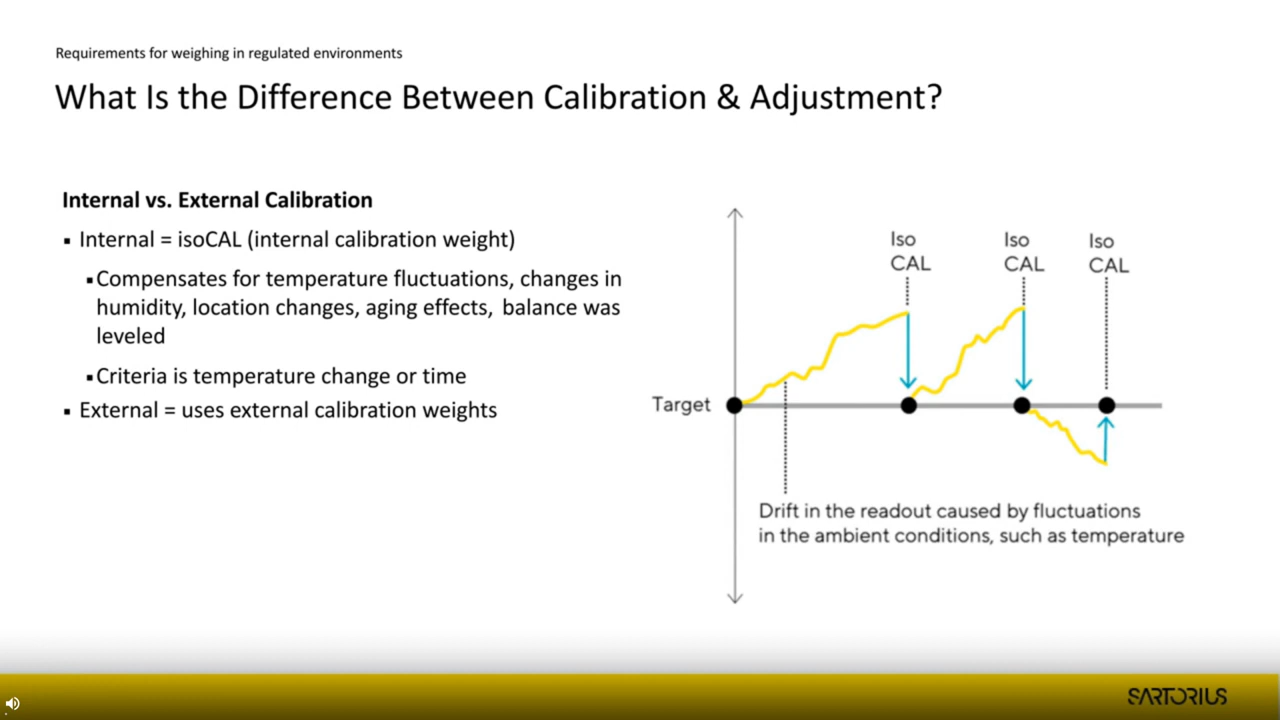 Requirements for weighing in regulated environments
What Is the Difference Between Calibration & Adjustment?
Internal vs. External Calibration
▪ Internal = isoCAL (internal calibration weight)
▪Compensates for temperature fluctuations, changes in
humidity, location changes, aging effects, balance was
leveled
▪Criteria is temperature change or time
▪ External = uses external calibration weights
Iso
CAL
Iso
CAL
Iso
CAL
Target
Drift in the readout caused by fluctuations
in the ambient conditions, such as temperature
SARTORIUS